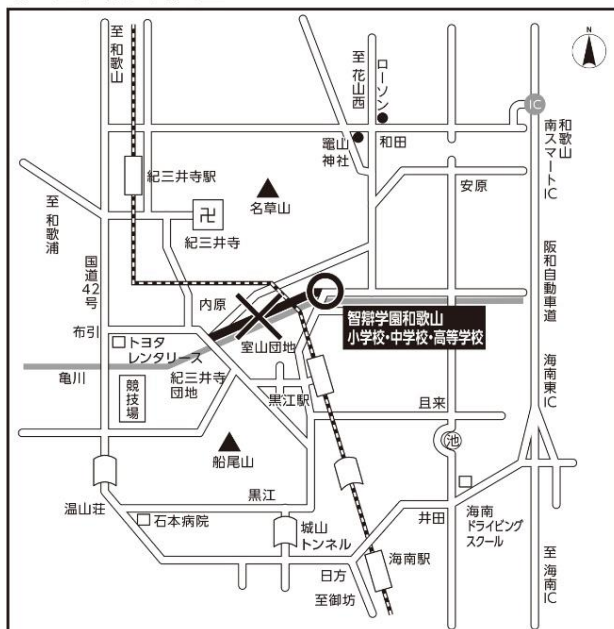 N
至 和歌山
至 花山西
ローソン
IC
和歌山
南スマートIC
竈山
神社
和田
紀三井寺駅
名草山
安原
至 和歌浦
卍
紀三井寺
国道42号
阪和自動車道
内原
智辯学園和歌山
小学校・中学校・高等学校
布引
トヨタ
レンタリース
室山団地
海南東IC
亀川
紀三井寺
団地
競技場
黒江駅
且来
池
船尾山
温山荘
黒江
石本病院
城山
トンネル
井田
海南
ドライビング
スクール
海南駅
日方
至御坊
至 海南IC